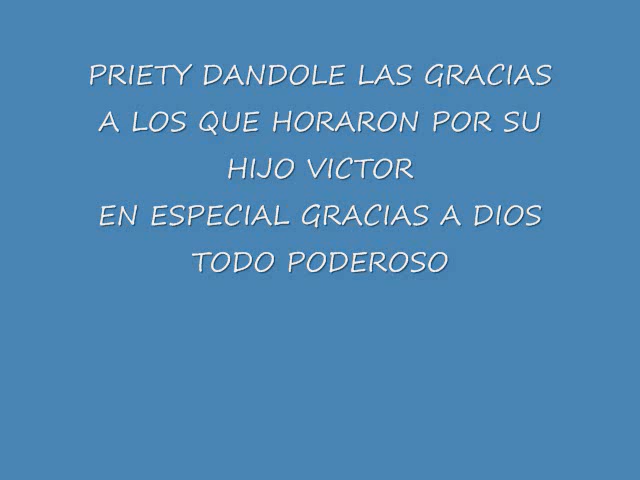 PRIETY DANDOLE LAS GRACIAS
A LOS QUE HORARON POR SU
HIJO VICTOR
EN ESPECIAL GRACIAS A DIOS
TODO PODEROSO